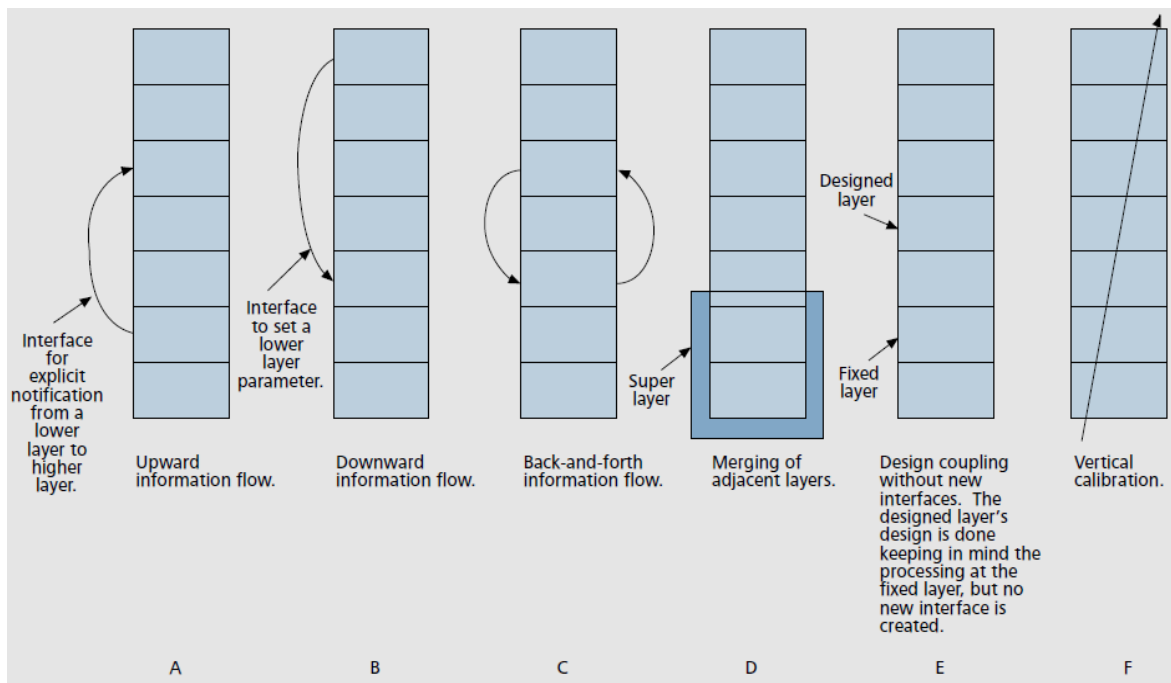 Interface
for
explicit
notification
from a
lower
layer to
higher
layer.
Upward
information flow.
A
Interface
to set a
lower
layer
parameter.
Downward
information flow.
B
Back-and-forth
information flow.
C
Super
layer
Merging of
adjacent layers.
D
Designed
layer
Fixed
layer
Design coupling
without new
interfaces. The
designed layer's
design is done
keeping in mind the
processing at the
fixed layer, but no
new interface is
created.
E
Vertical
calibration.
F